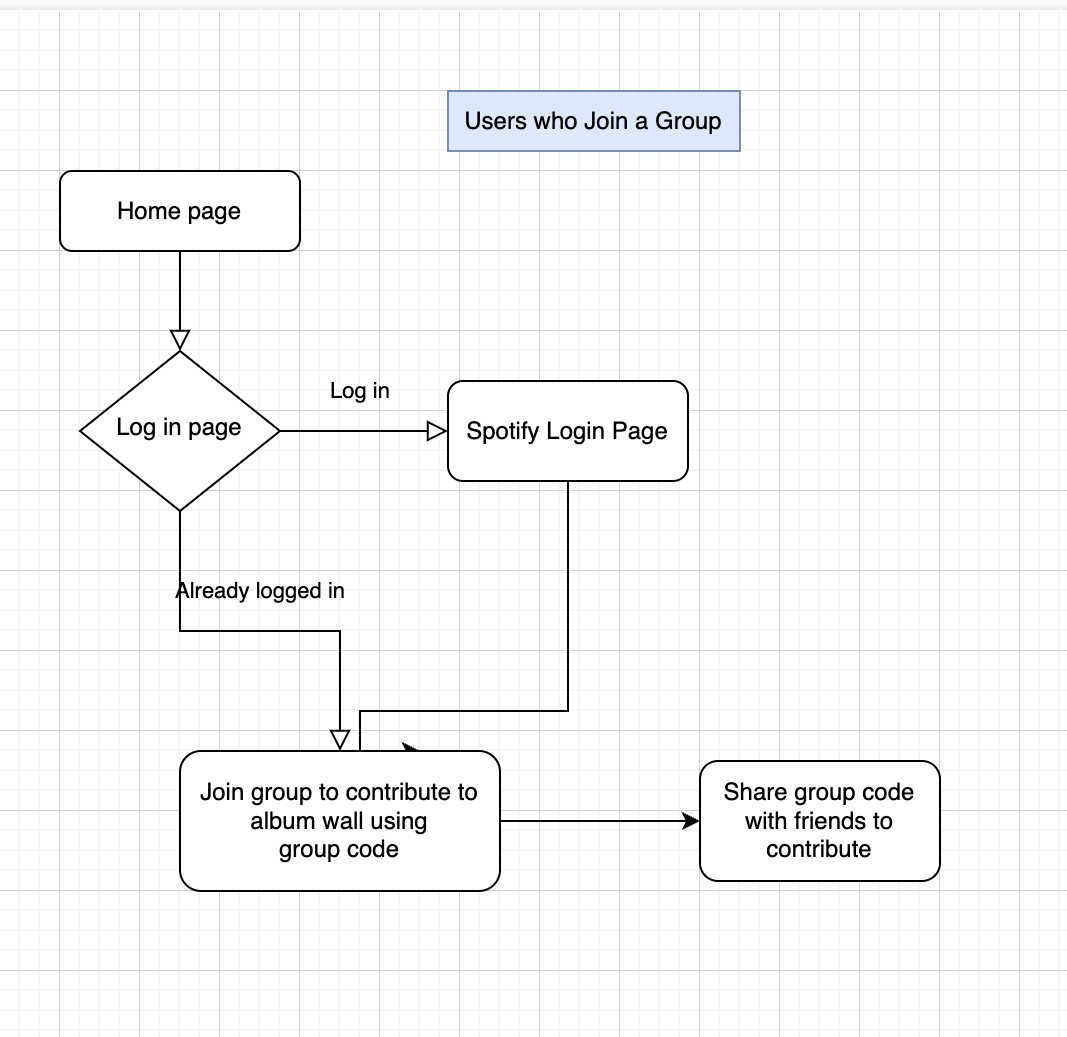 Users who Join a Group
Home page
Log in page
Log in
Spotify Login Page
Already logged in
Join group to contribute to
album wall using
group code
Share group code
with friends to
contribute